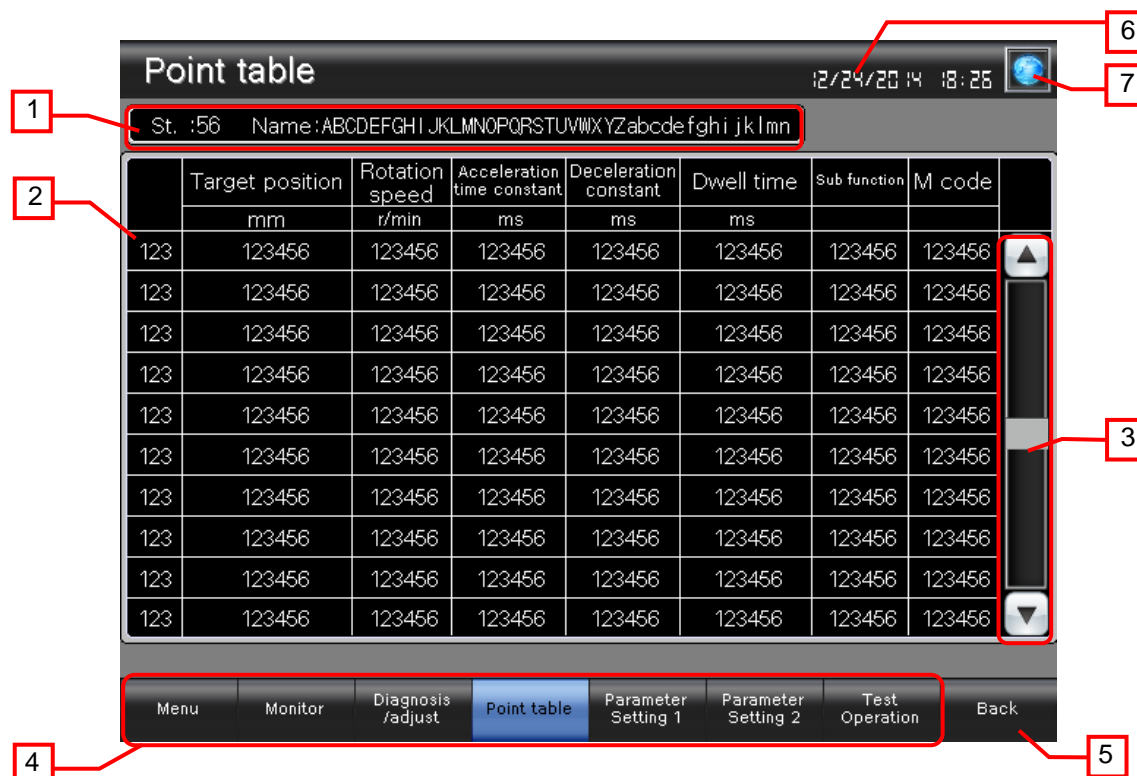 6
Point table 12/24/2014 18:26
7
1
St. :56 Name:ABCDEFGHIJKLMNOPQRSTUVWXYZabcdefghijklmn
Target position Rotation speed Acceleration time constant Deceleration constant Dwell time Sub function M code
2
mm r/min ms ms ms
123 123456 123456 123456 123456 123456 123456 123456
123 123456 123456 123456 123456 123456 123456 123456
123 123456 123456 123456 123456 123456 123456 123456
123 123456 123456 123456 123456 123456 123456 123456
123 123456 123456 123456 123456 123456 123456 123456
3
123 123456 123456 123456 123456 123456 123456 123456
123 123456 123456 123456 123456 123456 123456 123456
123 123456 123456 123456 123456 123456 123456 123456
123 123456 123456 123456 123456 123456 123456 123456
123 123456 123456 123456 123456 123456 123456 123456
Menu Monitor Diagnosis /adjust Point table Parameter Setting 1 Parameter Setting 2 Test Operation Back
4
5